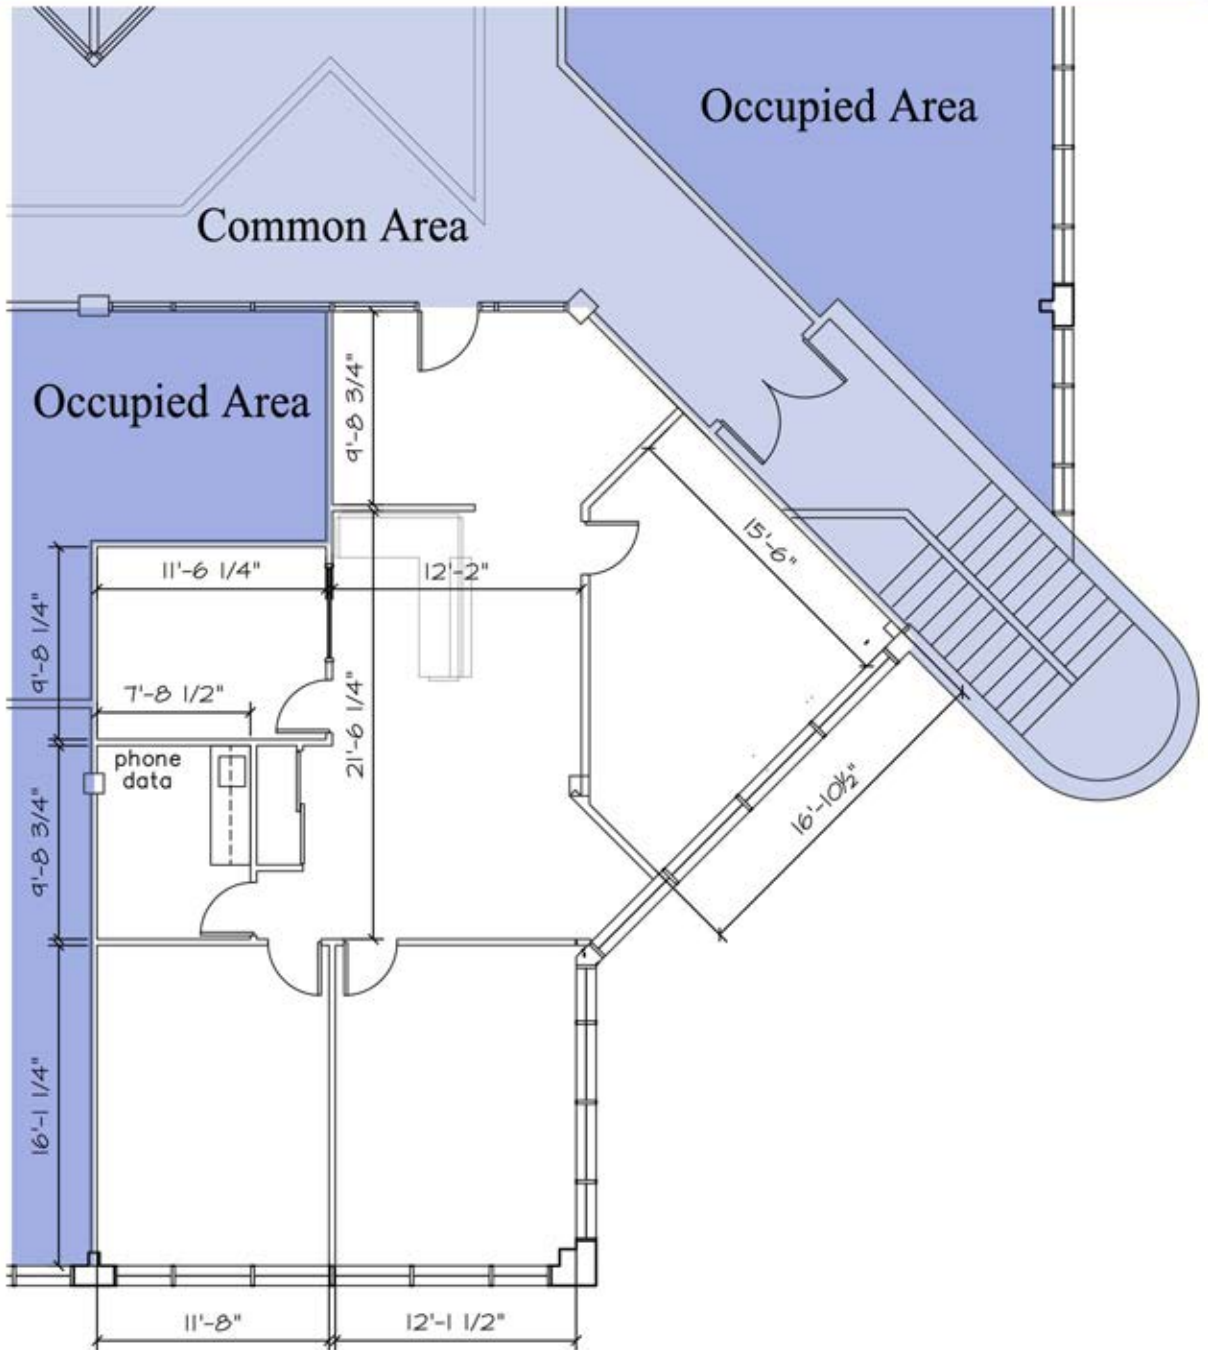 Occupied Area
Common Area
Occupied Area
9'-8 3/4"
15'-6"
11'-6 1/4"
12'-2"
9'-8 1/4"
7'-8 1/2"
21'-6 1/4"
phone
data
16'-10½"
9'-8 3/4"
16'-1 1/4"
11'-8"
12'-1 1/2"